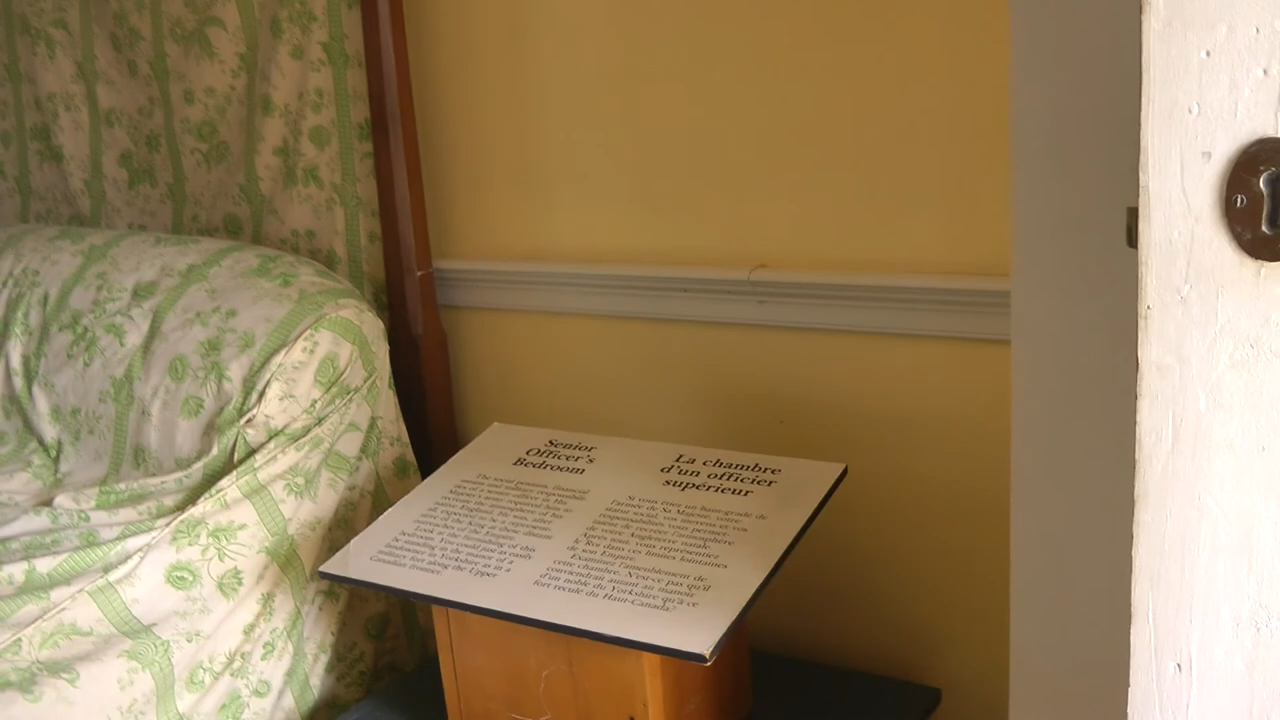 Senior
Officer's
Bedroom
The social position, financial
means and military responsibili-
ties of a senior officer in His
Majesty's army required him to
recreate the atmosphere of his
native England. He was, after
all, expected to be a represent-
ative of the King at these distant
outreaches of the Empire.
Look at the furnishing of this
bedroom. You could just as easily
be standing in the manor of a
in Yorkshire as in a
military fort along the Upper
Canadian frontier.
La chambre
d'un officier
supérieur
Si vous étiez un haut-gradé de
l'armée de Sa Majesté, votre
statut social, vos moyens et vos
responsabilités vous permet-
taient de recréer l'atmosphère
de votre Angleterre natale.
Après tout, vous représentiez
le Roi dans ces limites lointaines
de son Empire.
Examinez l'ameublement de
cette chambre. N'est-ce pas qu'il
conviendrait autant au manoir
d'un noble du Yorkshire qu'à ce
fort reculé du Haut-Canada?